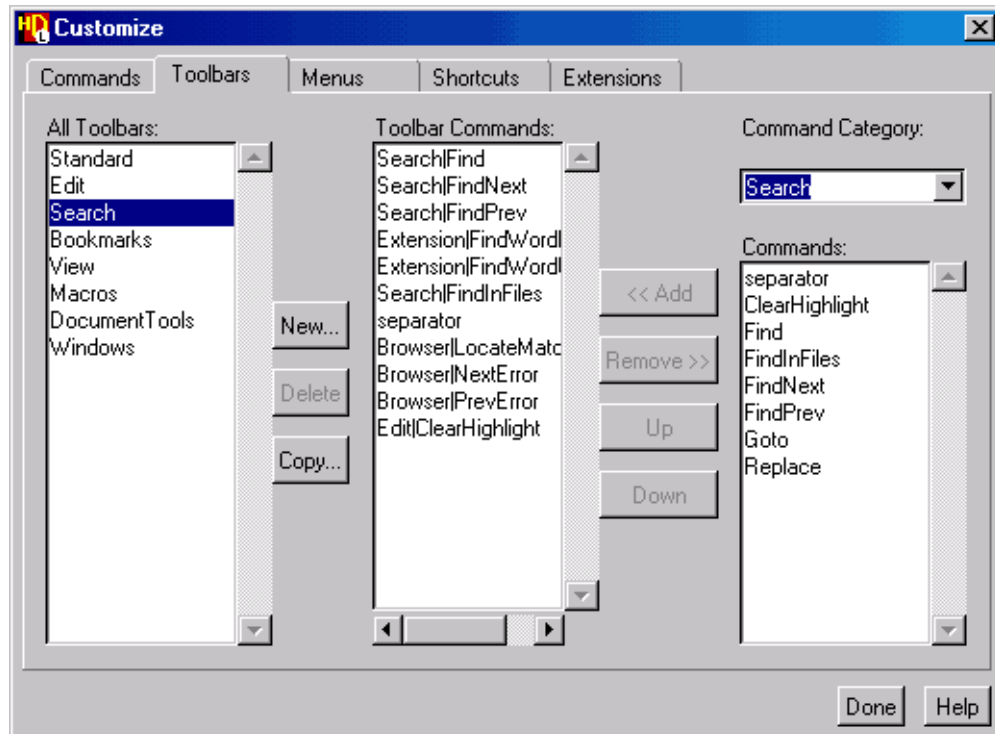 HDL Customize
Commands Toolbars Menus Shortcuts Extensions
All Toolbars:
Standard
Edit
Search
Bookmarks
View
Macros
DocumentTools
Windows
New...
Delete
Copy...
Toolbar Commands:
Search|Find
Search|FindNext
Search|FindPrev
Extension|FindWord
Extension|FindWord
Search|FindInFiles
separator
Browser|LocateMatc
Browser|NextError
Browser|PrevError
Edit|ClearHighlight
<< Add
Remove >>
Up
Down
Command Category:
Search
Commands:
separator
ClearHighlight
Find
FindInFiles
FindNext
FindPrev
Goto
Replace
Done Help